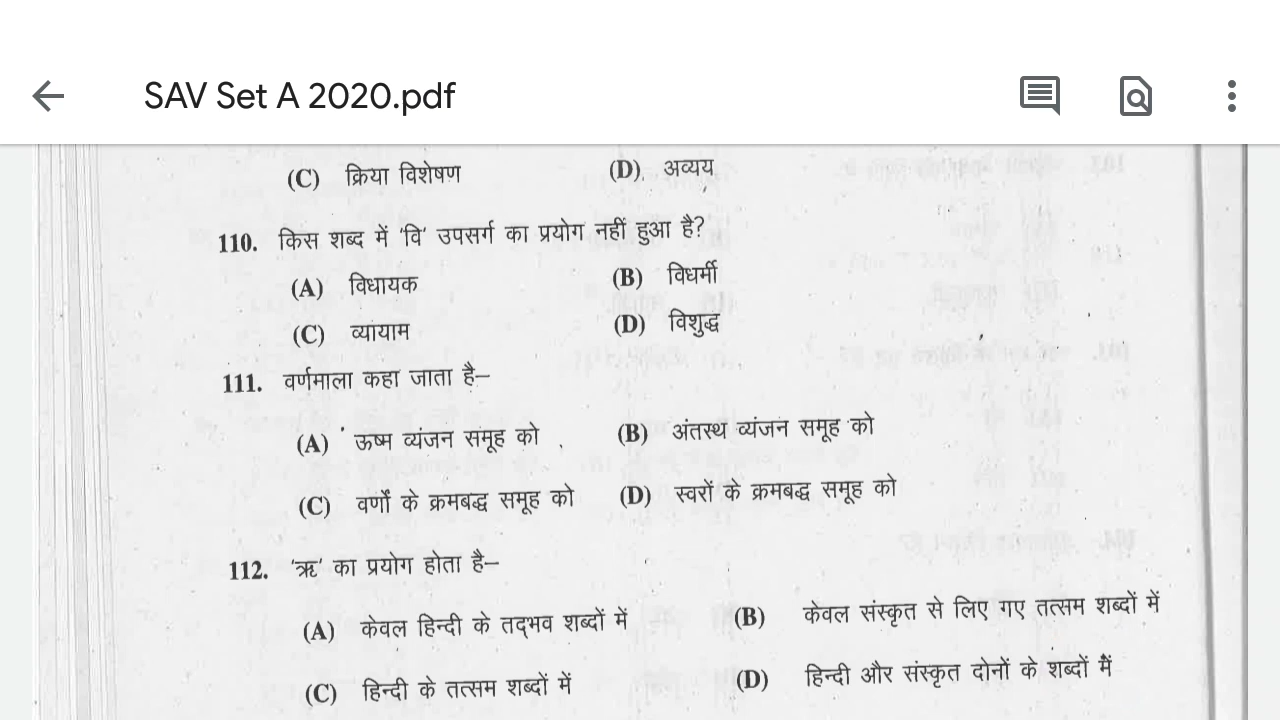 SAV Set A 2020.pdf
(C) क्रिया विशेषण (D) अव्यय
110. किस शब्द में 'वि' उपसर्ग का प्रयोग नहीं हुआ है?
(A) विधायक (B) विधर्मी
(C) व्यायाम (D) विशुद्ध
111. वर्णमाला कहा जाता है–
(A) ऊष्म व्यंजन समूह को (B) अंतस्थ व्यंजन समूह को
(C) वर्णों के क्रमबद्ध समूह को (D) स्वरों के क्रमबद्ध समूह को
112. 'ऋ' का प्रयोग होता है–
(A) केवल हिन्दी के तद्भव शब्दों में (B) केवल संस्कृत से लिए गए तत्सम शब्दों में
(C) हिन्दी के तत्सम शब्दों में (D) हिन्दी और संस्कृत दोनों के शब्दों में